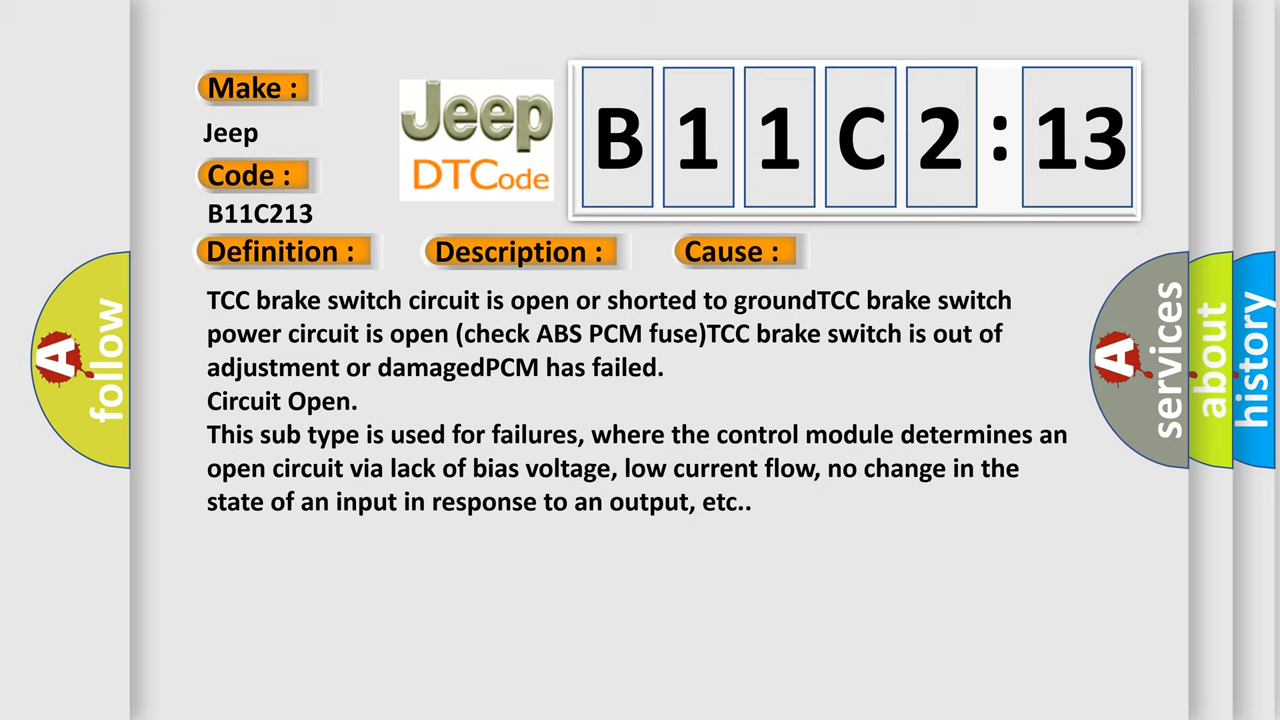 Make :
Jeep
Code :
B11C213
Jeep
DTCode
B11C2:13
Definition :
Description :
Cause :
TCC brake switch circuit is open or shorted to groundTCC brake switch
power circuit is open (check ABS PCM fuse)TCC brake switch is out of
adjustment or damagedPCM has failed.
Circuit Open.
This sub type is used for failures, where the control module determines an
open circuit via lack of bias voltage, low current flow, no change in the
state of an input in response to an output, etc..
A follow
A services
about
history